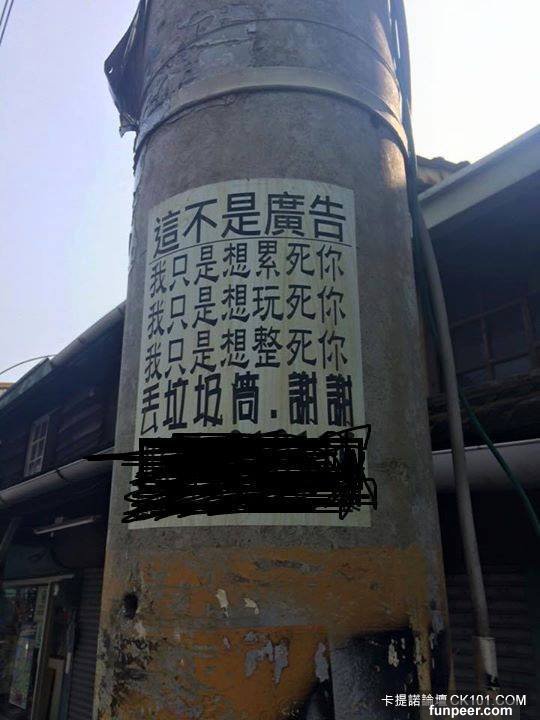 這不是廣告
我只是想累死你
我只是想玩死你
我只是想整死你
丟垃圾筒.謝謝
卡提諾論壇 CK101.COM
funpeer.com